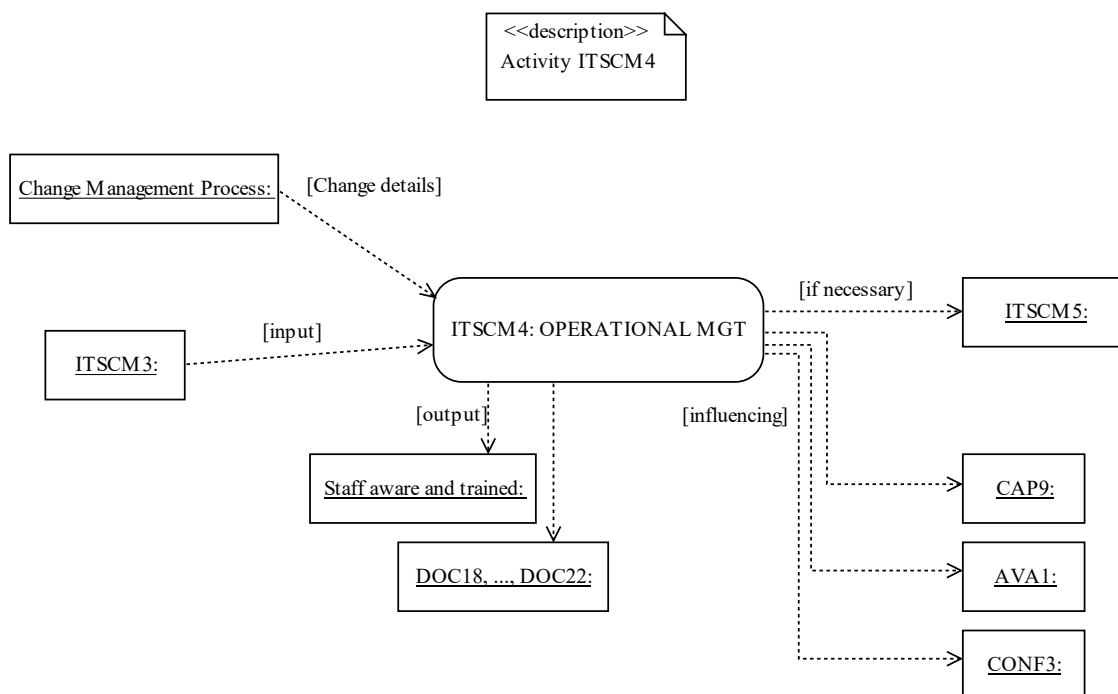 <<description>>
Activity ITSCM4
Change Management Process:
[Change details]
ITSCM4: OPERATIONAL MGT
[if necessary]
ITSCM5:
[input]
ITSCM3:
[output]
[influencing]
Staff aware and trained:
CAP9:
DOC18, ..., DOC22:
AVA1:
CONF3: